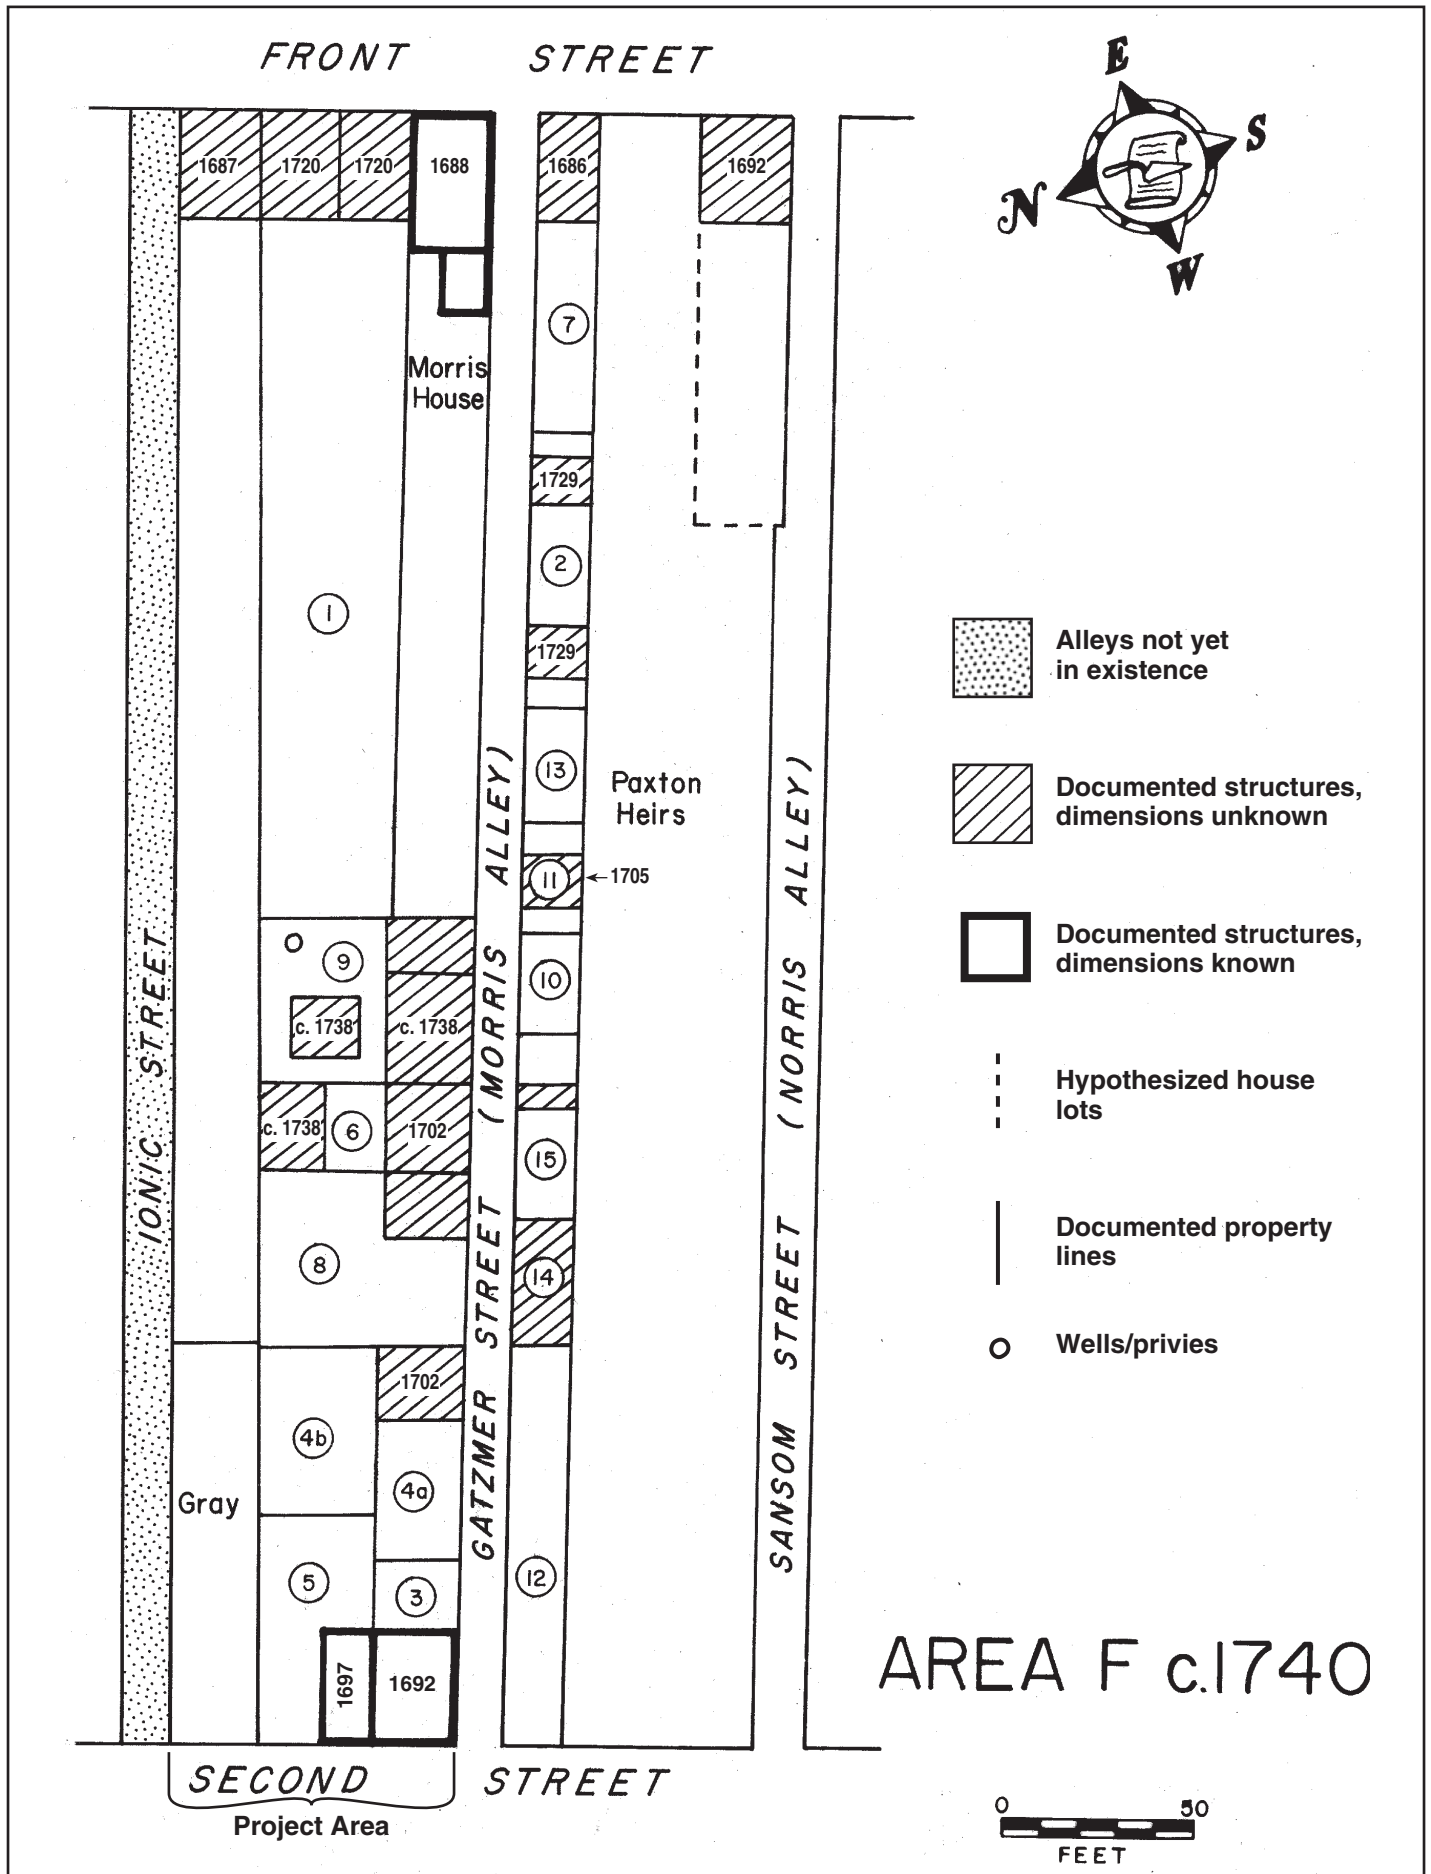 FRONT STREET
E
S
N
W
1687
1720
1720
1688
1686
1692
7
Morris
House
1729
2
1
1729
13
Paxton
Heirs
11
1705
9
10
c. 1738
c. 1738
c. 1738
6
1702
15
8
14
1702
4b
4a
Gray
5
3
12
1697
1692
IONIC STREET
GATZMER STREET (MORRIS ALLEY)
SANSOM STREET (NORRIS ALLEY)
Alleys not yet
in existence
Documented structures,
dimensions unknown
Documented structures,
dimensions known
Hypothesized house
lots
Documented property
lines
Wells/privies
AREA F c.1740
SECOND STREET
Project Area
0 50
FEET